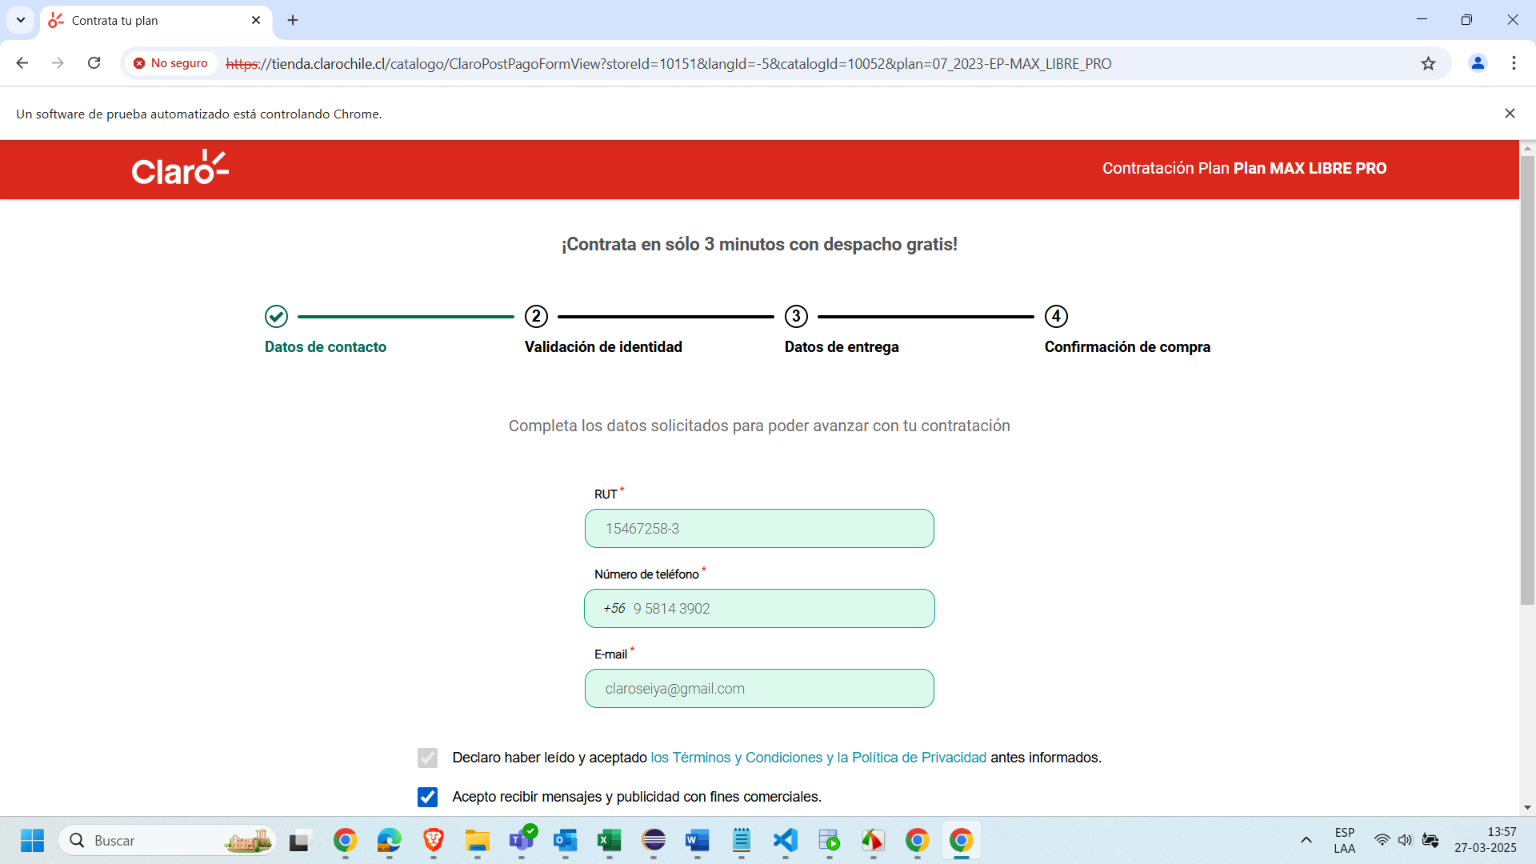 Contrata tu plan
No seguro
https://tienda.clarochile.cl/catalogo/ClaroPostPagoFormView?storeId=10151&langId=-5&catalogId=10052&plan=07_2023-EP-MAX_LIBRE_PRO
Un software de prueba automatizado está controlando Chrome.
Claro
Contratación Plan Plan MAX LIBRE PRO
¡Contrata en sólo 3 minutos con despacho gratis!
2 3 4
Datos de contacto Validación de identidad Datos de entrega Confirmación de compra
Completa los datos solicitados para poder avanzar con tu contratación
RUT *
15467258-3
Número de teléfono *
+56 9 5814 3902
E-mail *
claroseiya@gmail.com
Declaro haber leído y aceptado los Términos y Condiciones y la Política de Privacidad antes informados.
Acepto recibir mensajes y publicidad con fines comerciales.
Buscar
ESP
LAA
13:57
27-03-2025